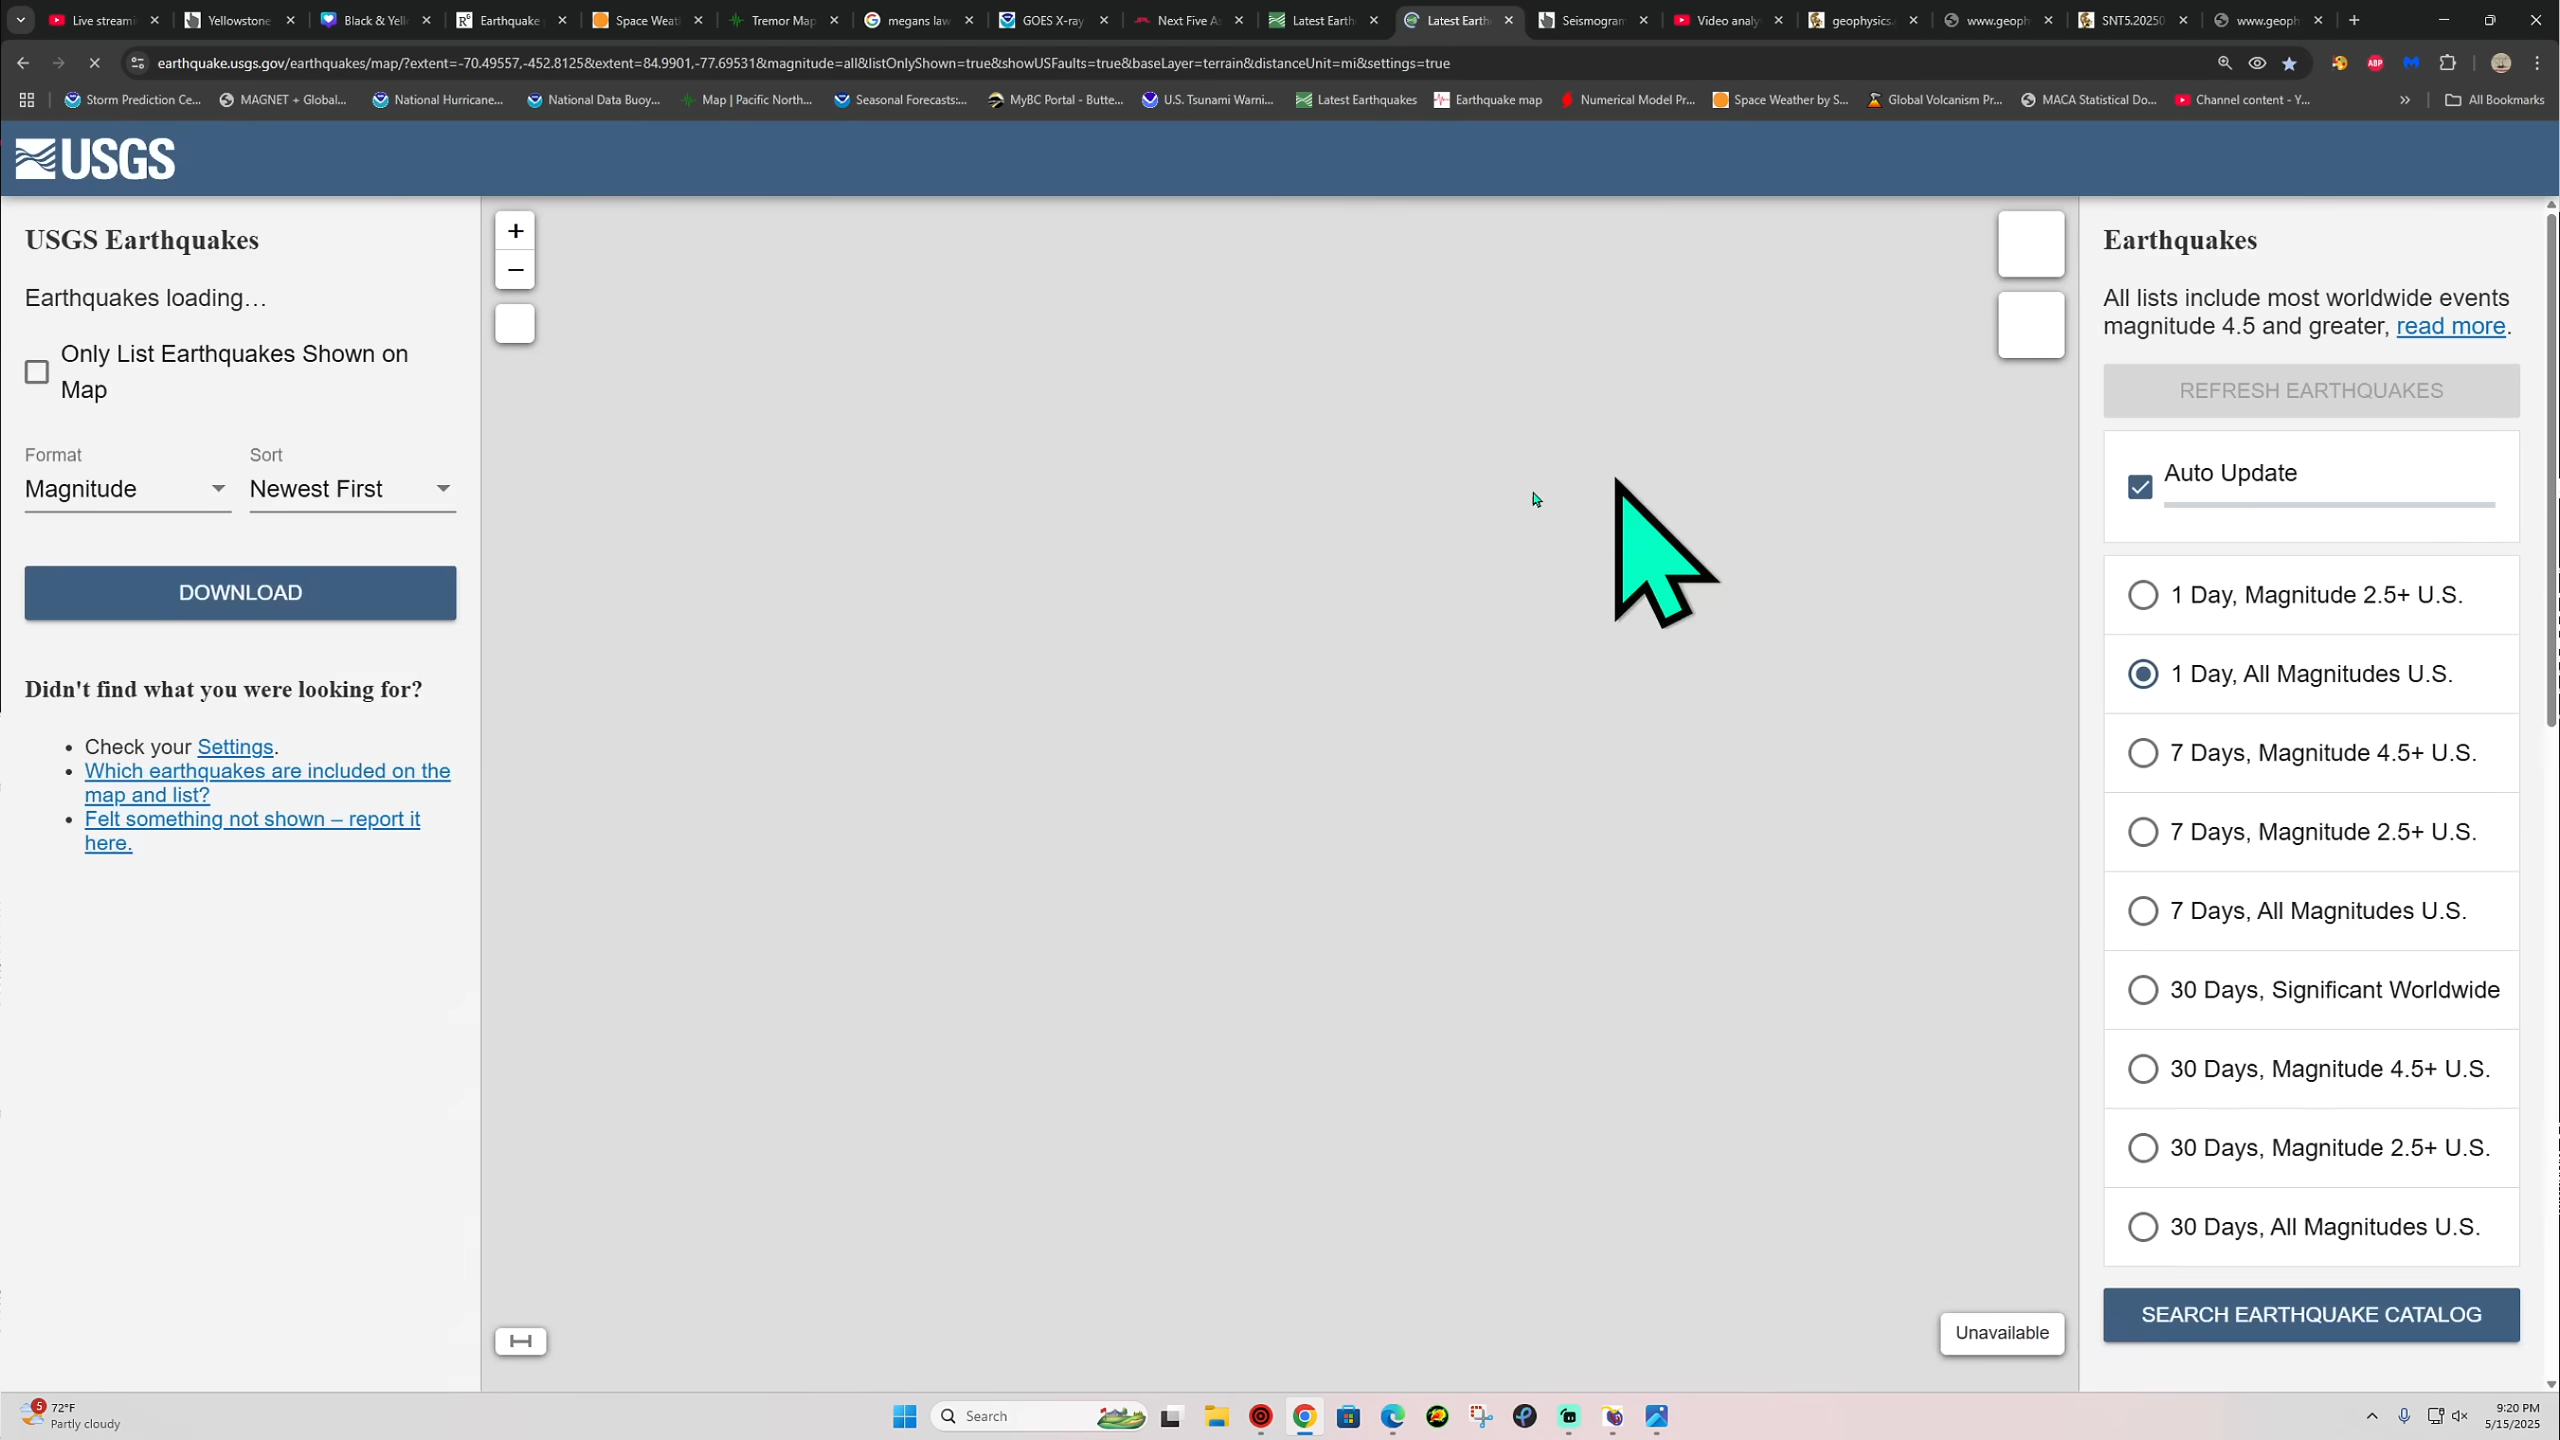 Live streami
Yellowstone
Black & Yell
Earthquake
Space Weat
Tremor Map
megans law
GOES X-ray
Next Five As
Latest Earth
Latest Earth
Seismogram
Video analy
geophysics.
www.geoph
SNT5.20250
www.geoph
earthquake.usgs.gov/earthquakes/map/?extent=-70.49557,-452.8125&extent=84.9901,-77.69531&magnitude=all&listOnlyShown=true&showUSFaults=true&baseLayer=terrain&distanceUnit=mi&settings=true
ABP
Storm Prediction Ce...
MAGNET + Global...
National Hurricane...
National Data Buoy...
Map | Pacific North...
Seasonal Forecasts:...
MyBC Portal - Butte...
U.S. Tsunami Warni...
Latest Earthquakes
Earthquake map
Numerical Model Pr...
Space Weather by S...
Global Volcanism Pr...
MACA Statistical Do...
Channel content - Y...
All Bookmarks
USGS
USGS Earthquakes
Earthquakes loading…
Only List Earthquakes Shown on
Map
Format
Sort
Magnitude
Newest First
DOWNLOAD
Didn't find what you were looking for?
Check your Settings.
Which earthquakes are included on the
map and list?
Felt something not shown – report it
here.
Unavailable
Earthquakes
All lists include most worldwide events
magnitude 4.5 and greater, read more.
REFRESH EARTHQUAKES
Auto Update
1 Day, Magnitude 2.5+ U.S.
1 Day, All Magnitudes U.S.
7 Days, Magnitude 4.5+ U.S.
7 Days, Magnitude 2.5+ U.S.
7 Days, All Magnitudes U.S.
30 Days, Significant Worldwide
30 Days, Magnitude 4.5+ U.S.
30 Days, Magnitude 2.5+ U.S.
30 Days, All Magnitudes U.S.
SEARCH EARTHQUAKE CATALOG
5
72°F
Partly cloudy
Search
9:20 PM
5/15/2025